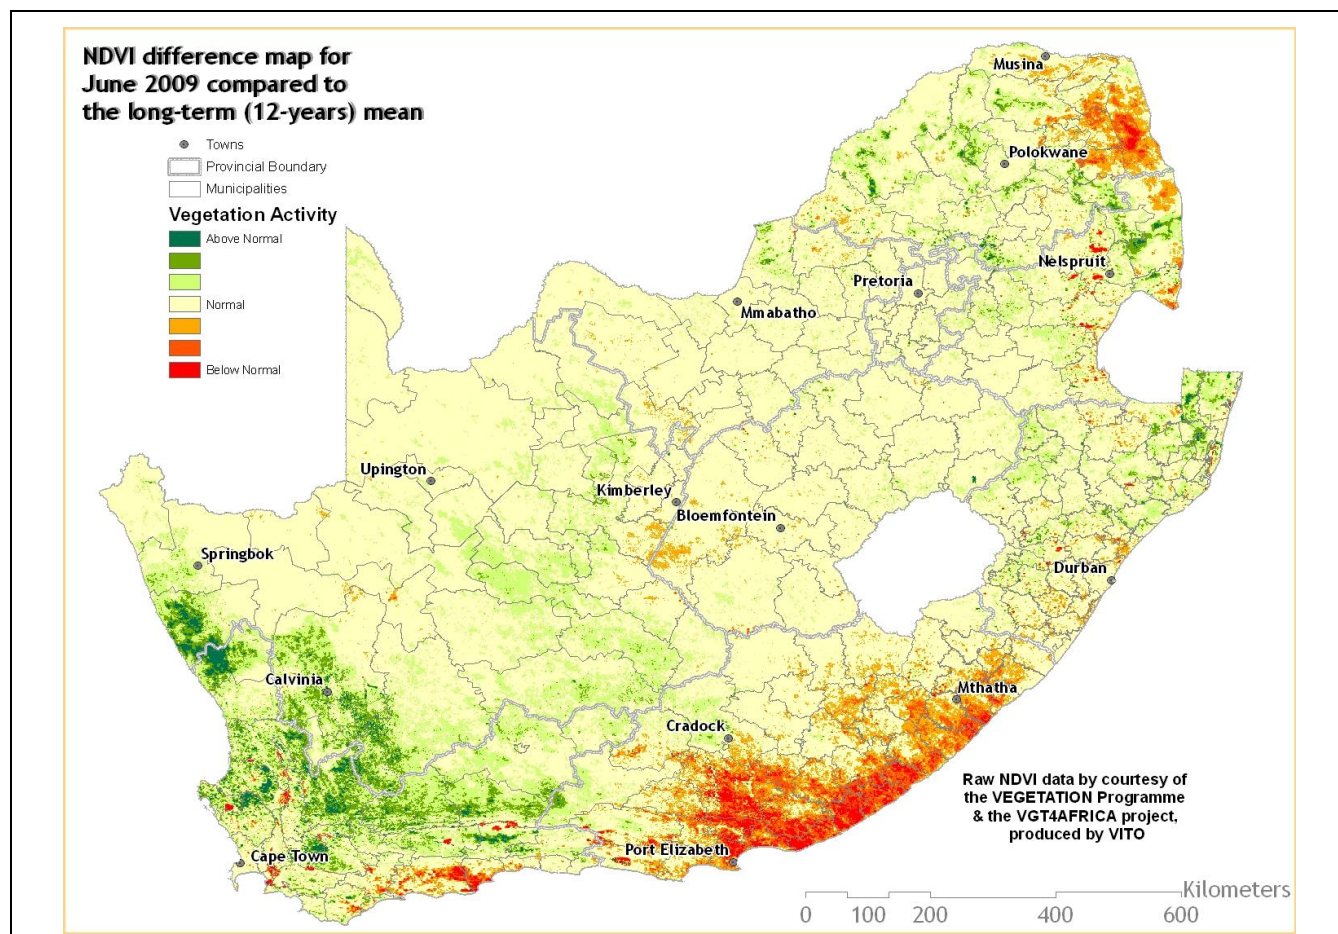 NDVI difference map for
June 2009 compared to
the long-term (12-years) mean
Towns
Provincial Boundary
Municipalities
Vegetation Activity
Above Normal
Normal
Below Normal
Musina
Polokwane
Nelspruit
Pretoria
Mmabatho
Upington
Kimberley
Bloemfontein
Springbok
Durban
Calvinia
Mthatha
Cradock
Port Elizabeth
Cape Town
Raw NDVI data by courtesy of
the VEGETATION Programme
& the VGT4AFRICA project,
produced by VITO
Kilometers
0 100 200 400 600